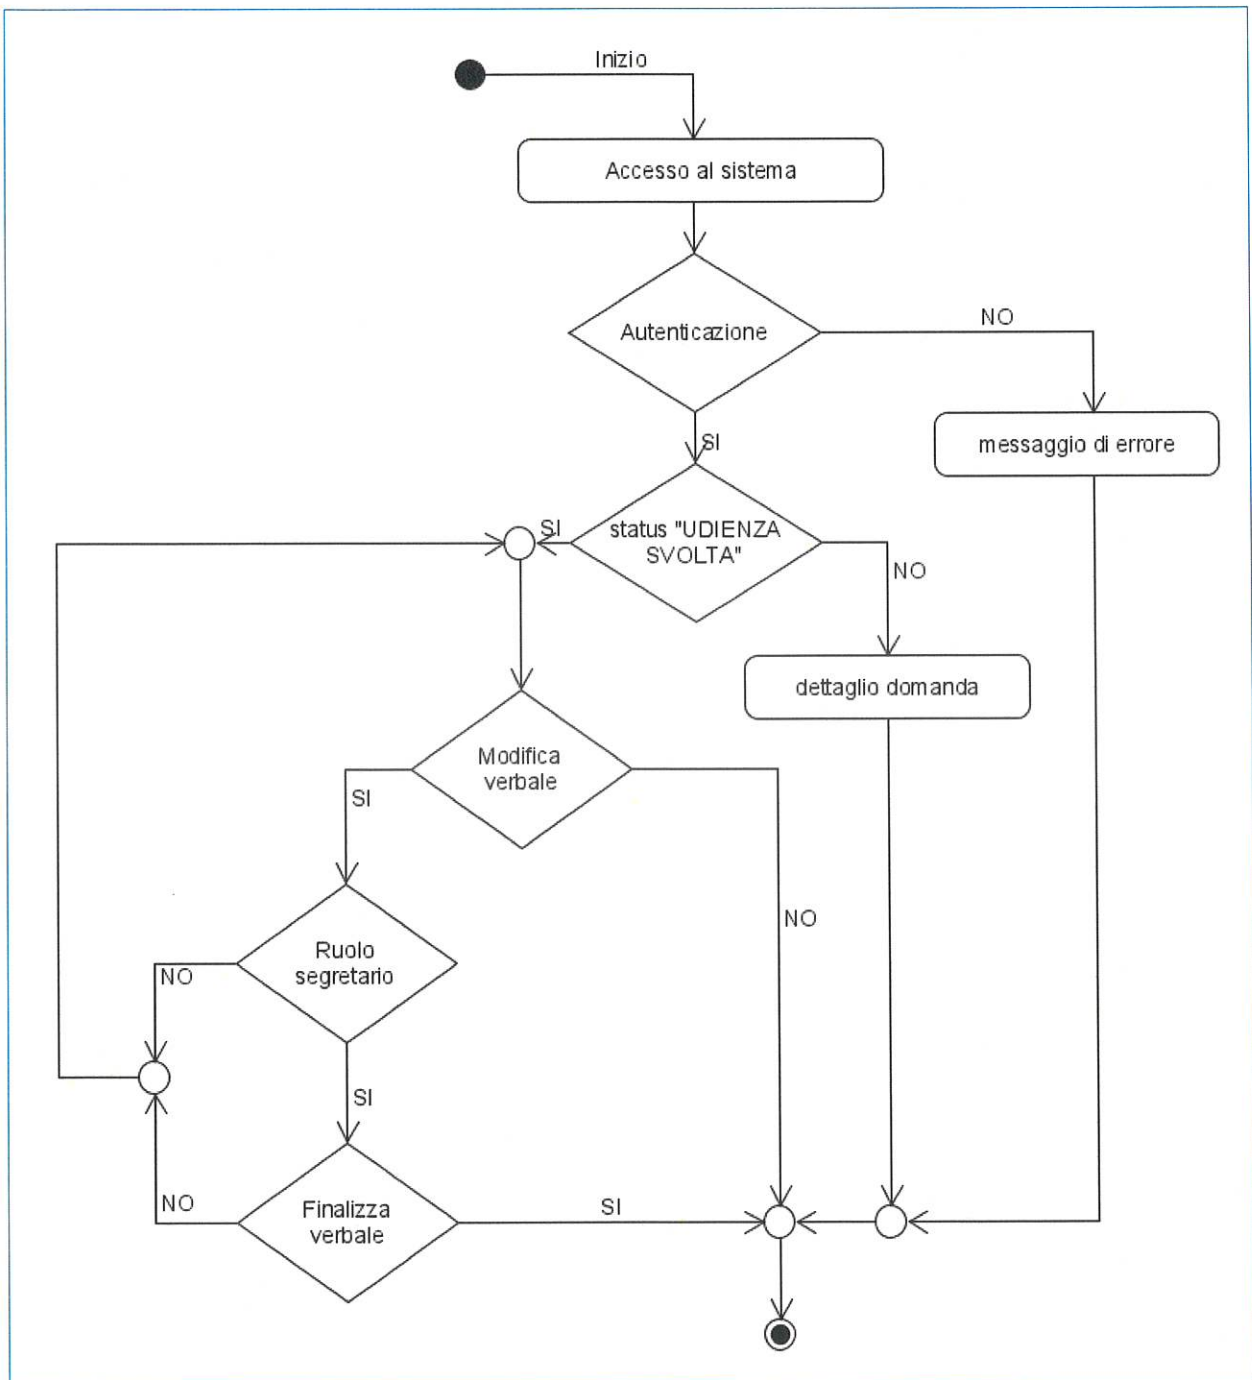 Inizio
Accesso al sistema
Autenticazione
NO
SI
messaggio di errore
status "UDIENZA
SVOLTA"
SI
NO
dettaglio domanda
Modifica
verbale
SI
NO
Ruolo
segretario
NO
SI
Finalizza
verbale
NO
SI